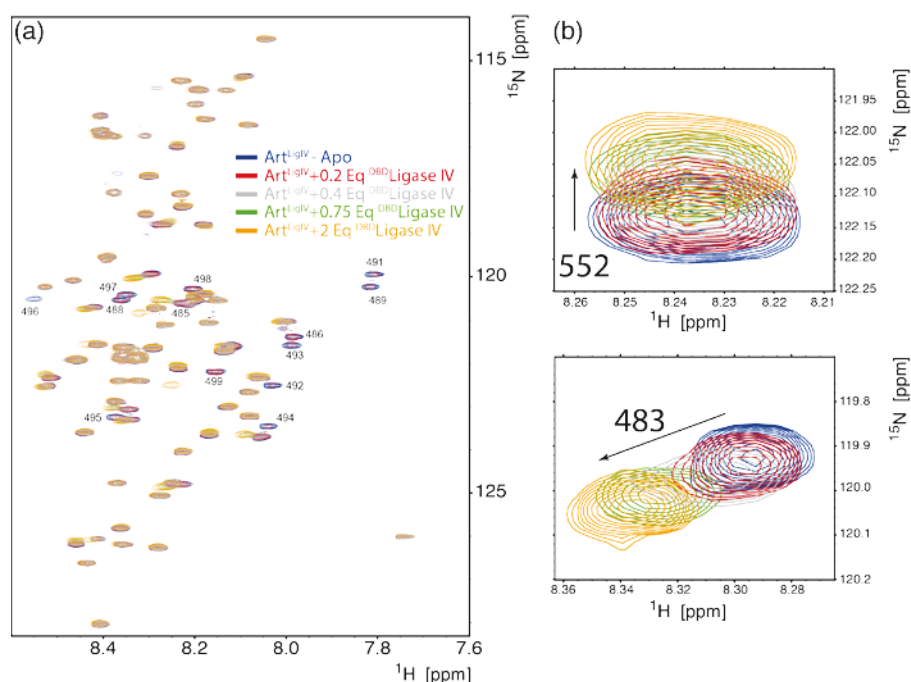 (a)
115
120
125
15N [ppm]
Art^LigIV - Apo
Art^LigIV+0.2 Eq ^DBDLigase IV
Art^LigIV+0.4 Eq ^DBDLigase IV
Art^LigIV+0.75 Eq ^DBDLigase IV
Art^LigIV+2 Eq ^DBDLigase IV
491
489
498
497
488
485
496
486
493
499
492
495
494
8.4 8.2 8.0 7.8 7.6
1H [ppm]
(b)
552
121.95
122.00
122.05
122.10
122.15
122.20
122.25
15N [ppm]
8.26 8.25 8.24 8.23 8.22 8.21
1H [ppm]
483
119.8
119.9
120.0
120.1
120.2
15N [ppm]
8.36 8.34 8.32 8.30 8.28
1H [ppm]